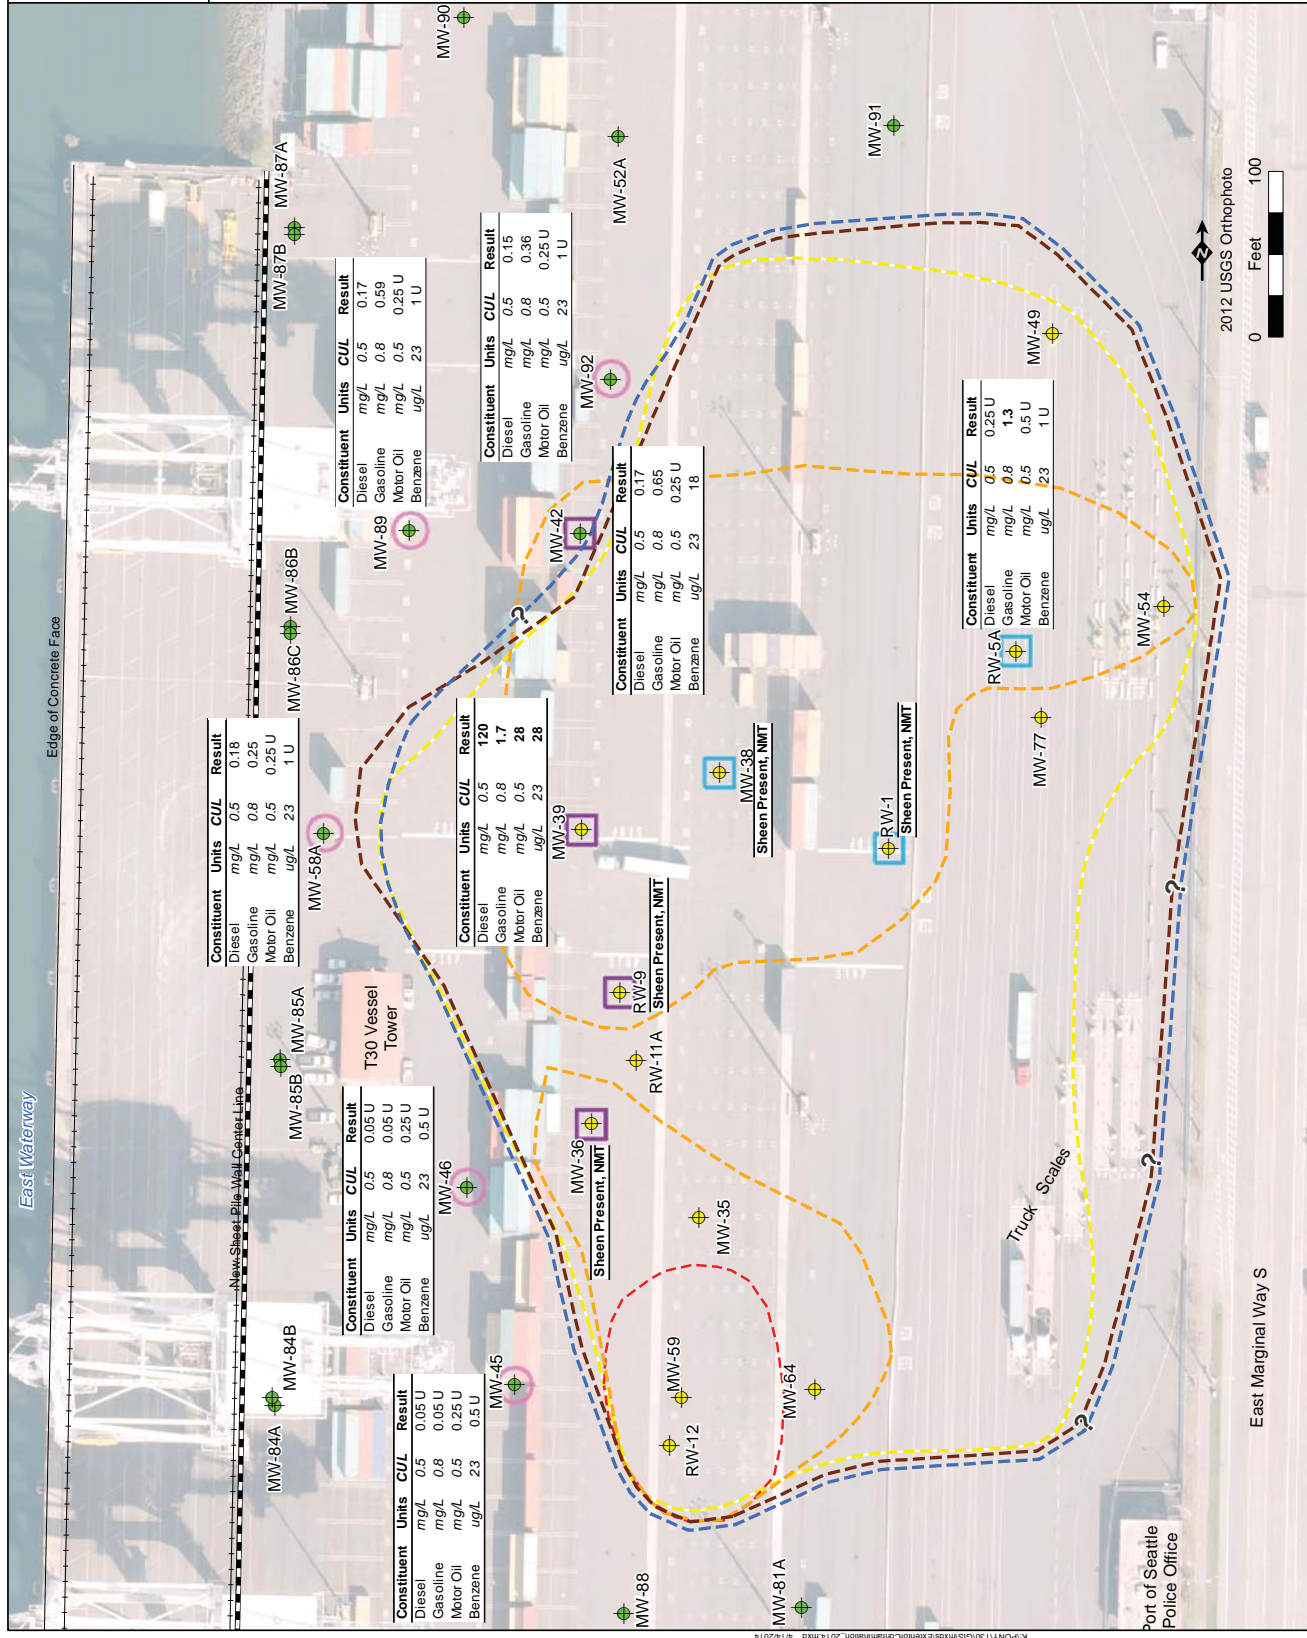 East Waterway
Edge of Concrete Face
New Sheet Pile Wall Center Line
MW-84A
MW-84B
MW-85B
MW-85A
MW-86C
MW-86B
MW-87B
MW-87A
MW-90
T30 Vessel
Tower
MW-45
Constituent Units CUL Result
Diesel mg/L 0.5 0.05 U
Gasoline mg/L 0.8 0.05 U
Motor Oil mg/L 0.5 0.25 U
Benzene ug/L 23 0.5 U
MW-46
Constituent Units CUL Result
Diesel mg/L 0.5 0.05 U
Gasoline mg/L 0.8 0.05 U
Motor Oil mg/L 0.5 0.25 U
Benzene ug/L 23 0.5 U
MW-58A
Constituent Units CUL Result
Diesel mg/L 0.5 0.18
Gasoline mg/L 0.8 0.25
Motor Oil mg/L 0.5 0.25 U
Benzene ug/L 23 1 U
MW-89
Constituent Units CUL Result
Diesel mg/L 0.5 0.17
Gasoline mg/L 0.8 0.59
Motor Oil mg/L 0.5 0.25 U
Benzene ug/L 23 1 U
MW-92
Constituent Units CUL Result
Diesel mg/L 0.5 0.15
Gasoline mg/L 0.8 0.36
Motor Oil mg/L 0.5 0.25 U
Benzene ug/L 23 1 U
MW-39
Constituent Units CUL Result
Diesel mg/L 0.5 120
Gasoline mg/L 0.8 1.7
Motor Oil mg/L 0.5 28
Benzene ug/L 23 28
MW-42
Constituent Units CUL Result
Diesel mg/L 0.5 0.17
Gasoline mg/L 0.8 0.65
Motor Oil mg/L 0.5 0.25 U
Benzene ug/L 23 18
MW-52A
MW-91
MW-88
MW-81A
MW-36
Sheen Present, NMT
RW-11A
RW-9
Sheen Present, NMT
MW-38
Sheen Present, NMT
RW-1
Sheen Present, NMT
MW-35
MW-59
RW-12
MW-64
RW-5A
Constituent Units CUL Result
Diesel mg/L 0.5 0.25 U
Gasoline mg/L 0.8 1.3
Motor Oil mg/L 0.5 0.5 U
Benzene ug/L 23 1 U
MW-49
MW-77
MW-54
Truck Scales
?
?
?
?
Port of Seattle
Police Office
East Marginal Way S
N
2012 USGS Orthophoto
0 Feet 100